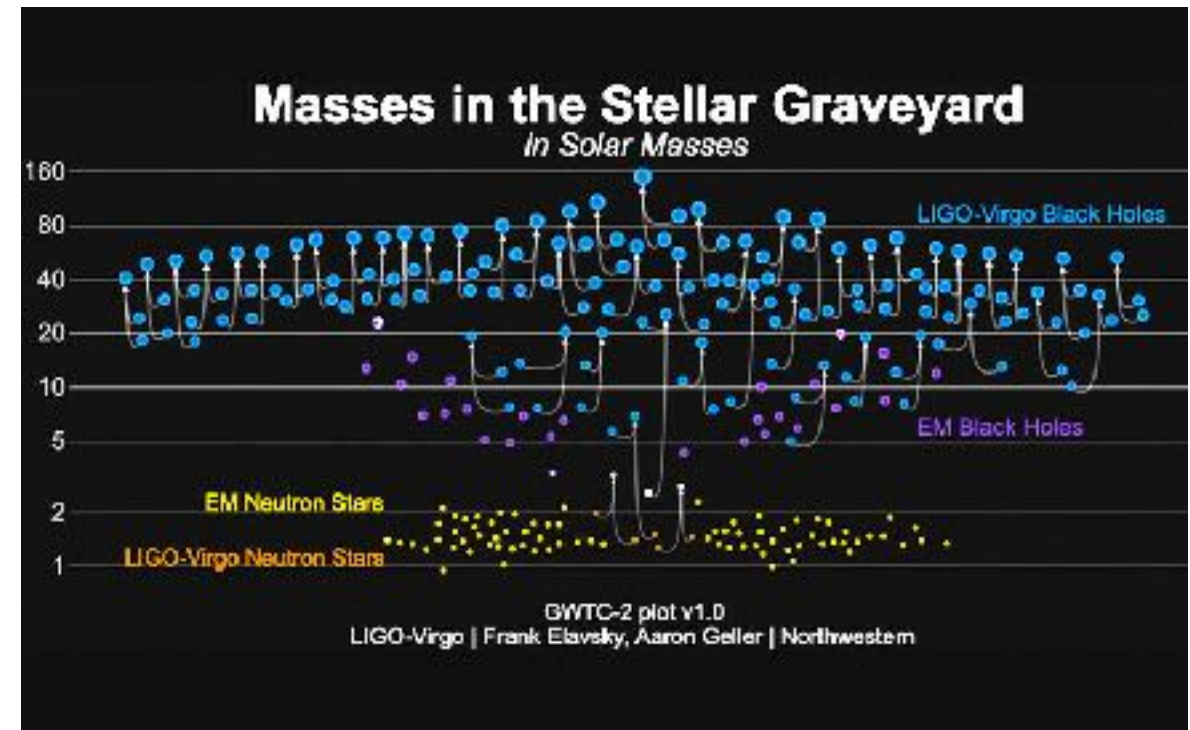 Masses in the Stellar Graveyard
in Solar Masses
160
80
40
20
10
5
2
1
LIGO-Virgo Black Holes
EM Black Holes
EM Neutron Stars
LIGO-Virgo Neutron Stars
GWTC-2 plot v1.0
LIGO-Virgo | Frank Elavsky, Aaron Geller | Northwestern